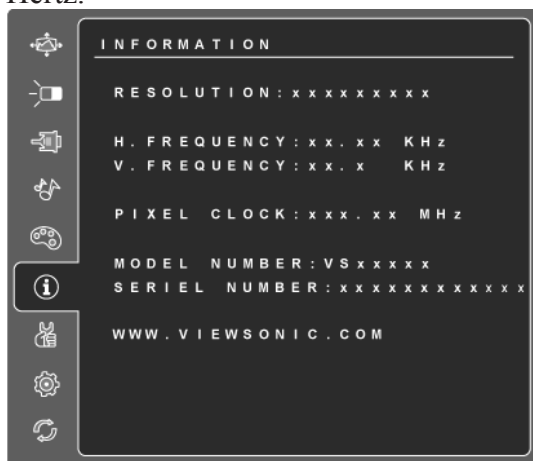 INFORMATION
RESOLUTION:xxxxxxxxx
H.FREQUENCY:xx.xx KHz
V.FREQUENCY:xx.x KHz
PIXEL CLOCK:xxx.xx MHz
MODEL NUMBER:VSxxxxx
SERIEL NUMBER:xxxxxxxxxxxx
WWW.VIEWSONIC.COM